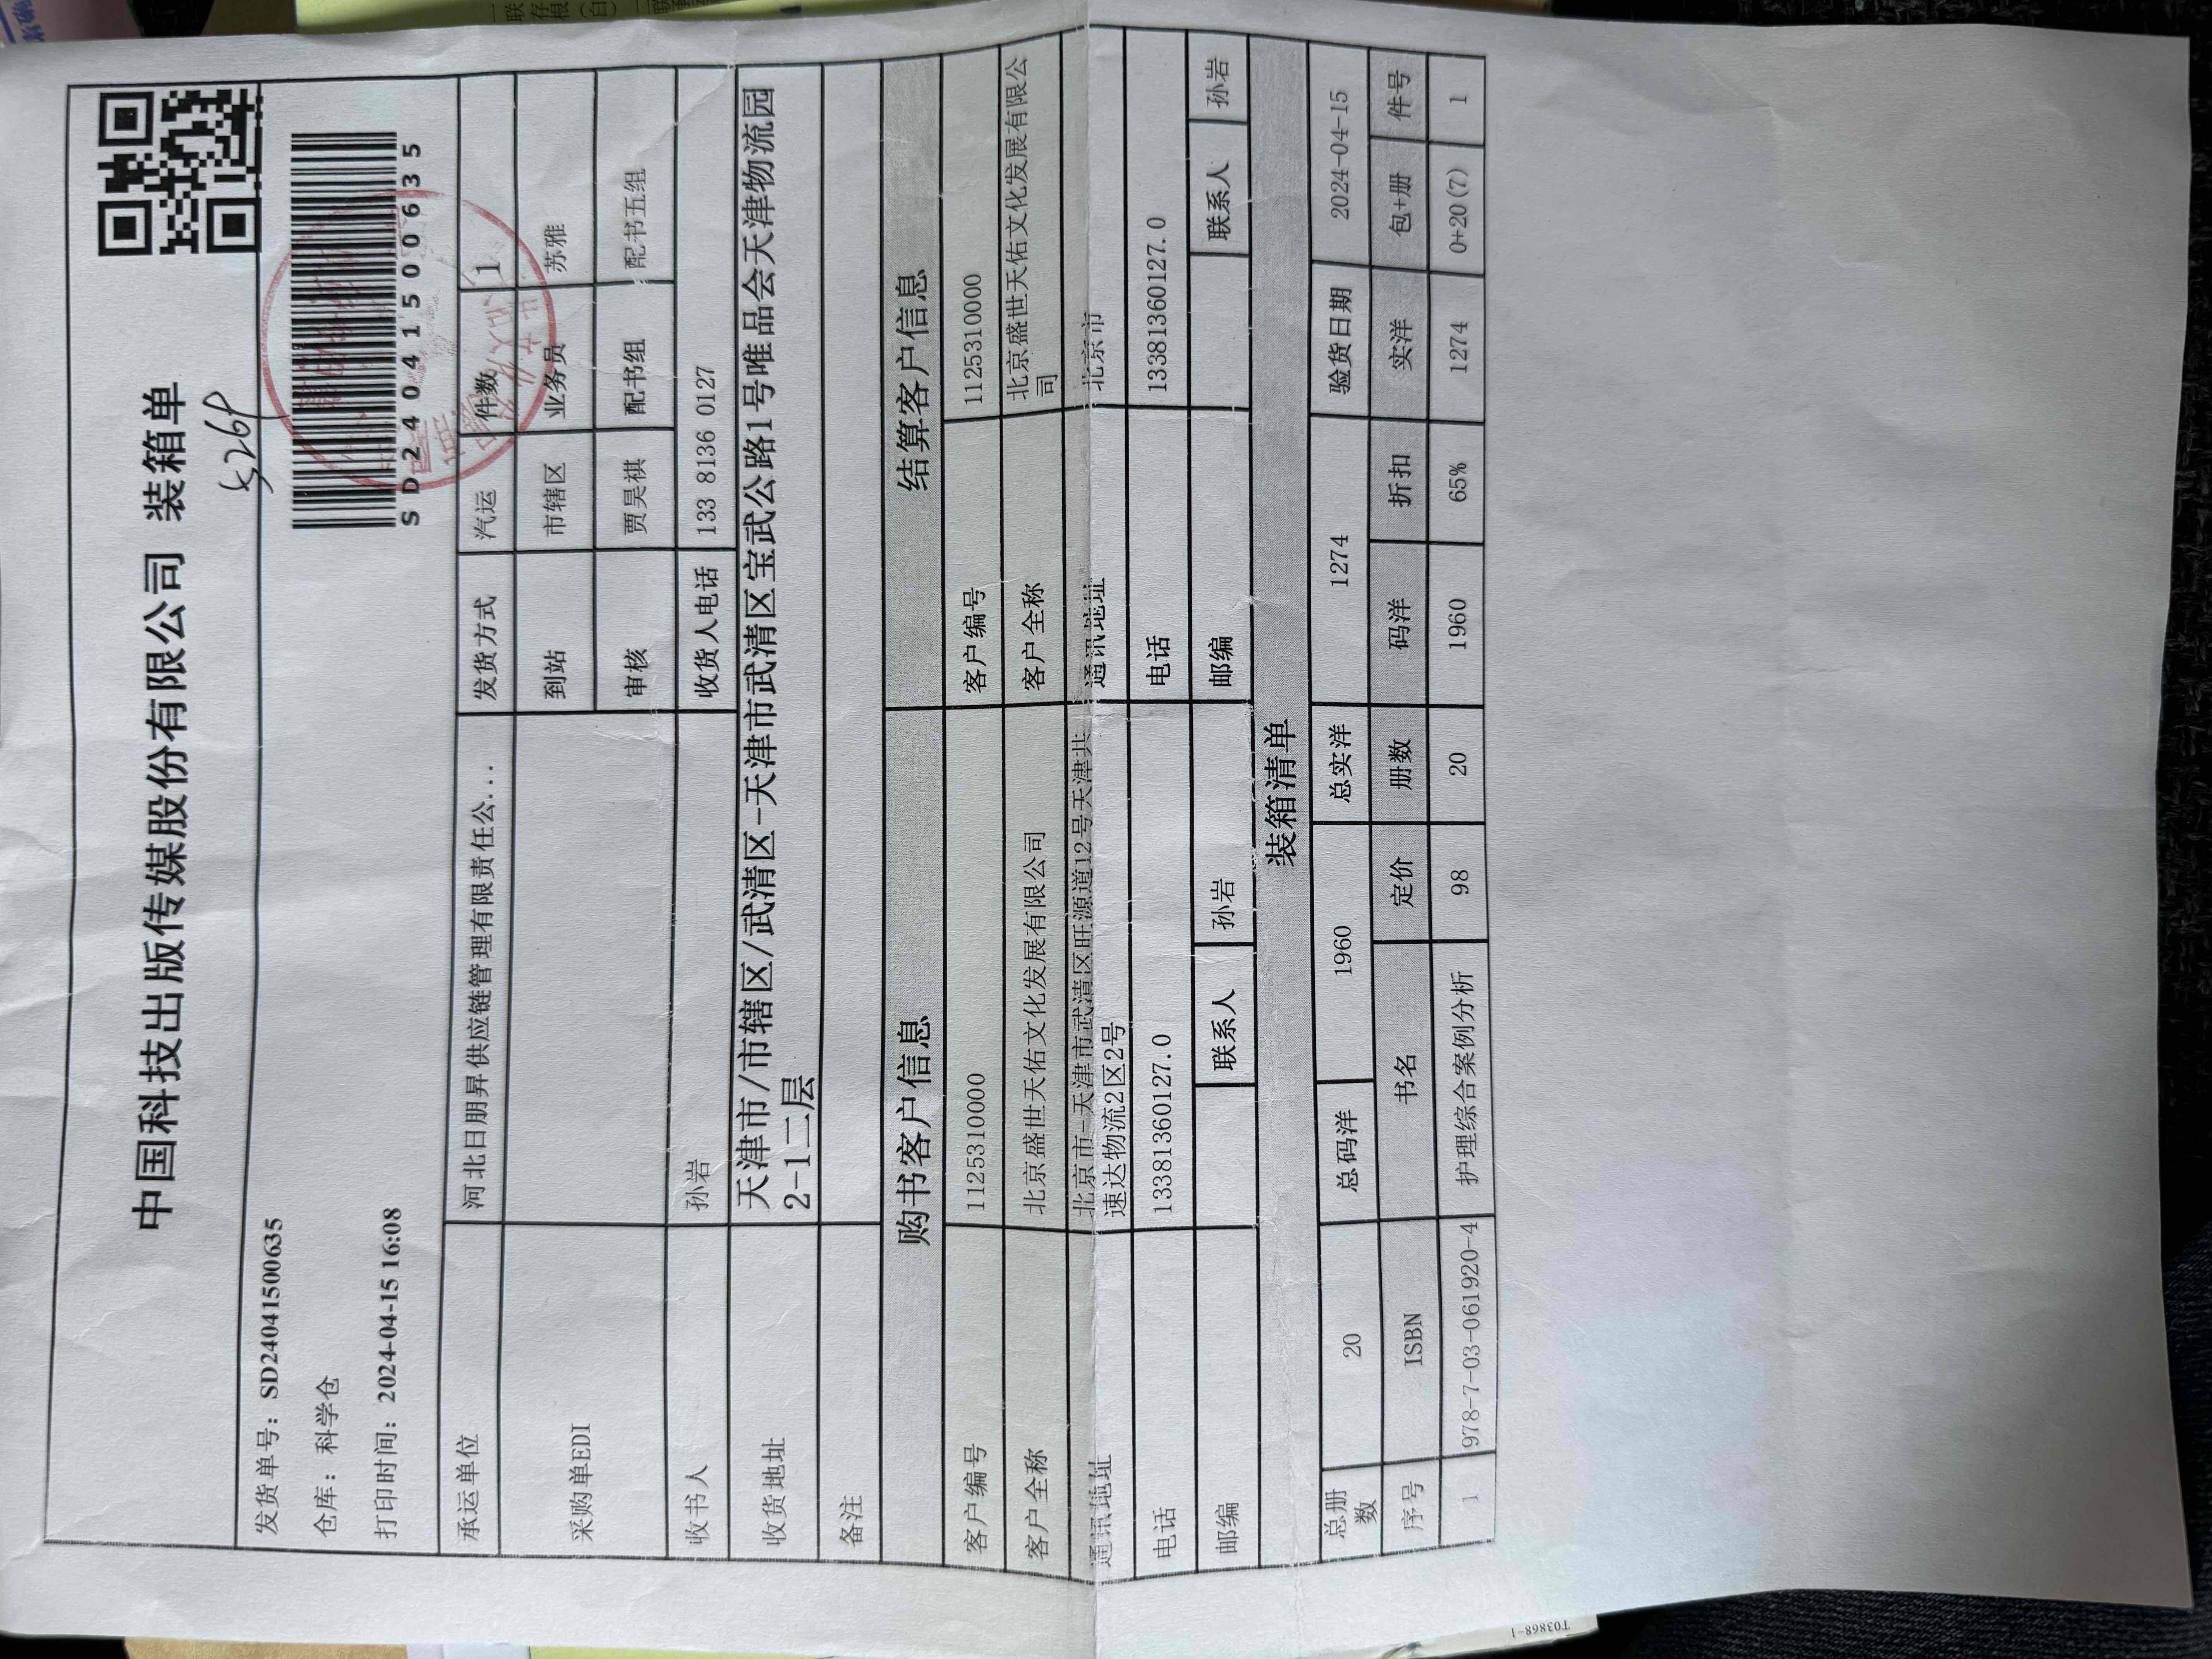 中国科技出版传媒股份有限公司 装箱单
发货单号：SD24041500635
仓库：科学仓
打印时间：2024-04-15 16:08
SD24041500635
承运单位 河北日朋昇供应链管理有限责任公... 发货方式 汽运 件数 1
采购单EDI 到站 市辖区 业务员 苏雅
审核 贾昊祺 配书组 配书五组
收书人 孙岩 收货人电话 133 8136 0127
收货地址 天津市/市辖区/武清区-天津市武清区宝武公路1号唯品会天津物流园
2-1二层
备注
购书客户信息 结算客户信息
客户编号 1125310000 客户编号 1125310000
客户全称 北京盛世天佑文化发展有限公司 客户全称 北京盛世天佑文化发展有限公
司
通讯地址 北京市-天津市武清区旺源道12号天津共 通讯地址 北京市
速达物流2区2号
电话 13381360127.0 电话 13381360127.0
邮编 联系人 孙岩 邮编 联系人 孙岩
装箱清单
总册
数 20 总码洋 1960 总实洋 1274 验货日期 2024-04-15
序号 ISBN 书名 定价 册数 码洋 折扣 实洋 包+册 件号
1 978-7-03-061920-4 护理综合案例分析 98 20 1960 65% 1274 0+20(7) 1
T03868-1